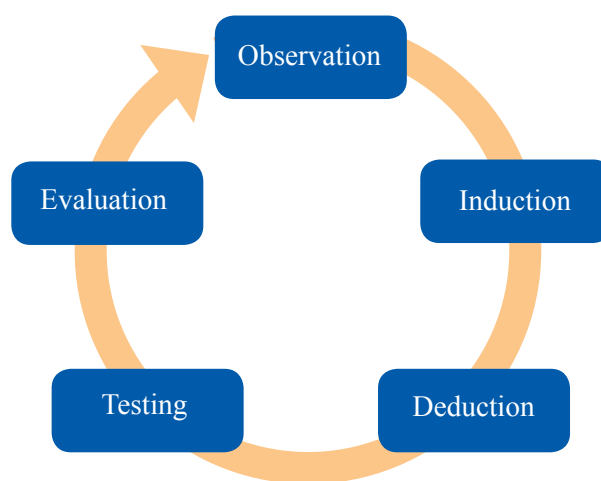 Observation
Induction
Deduction
Testing
Evaluation